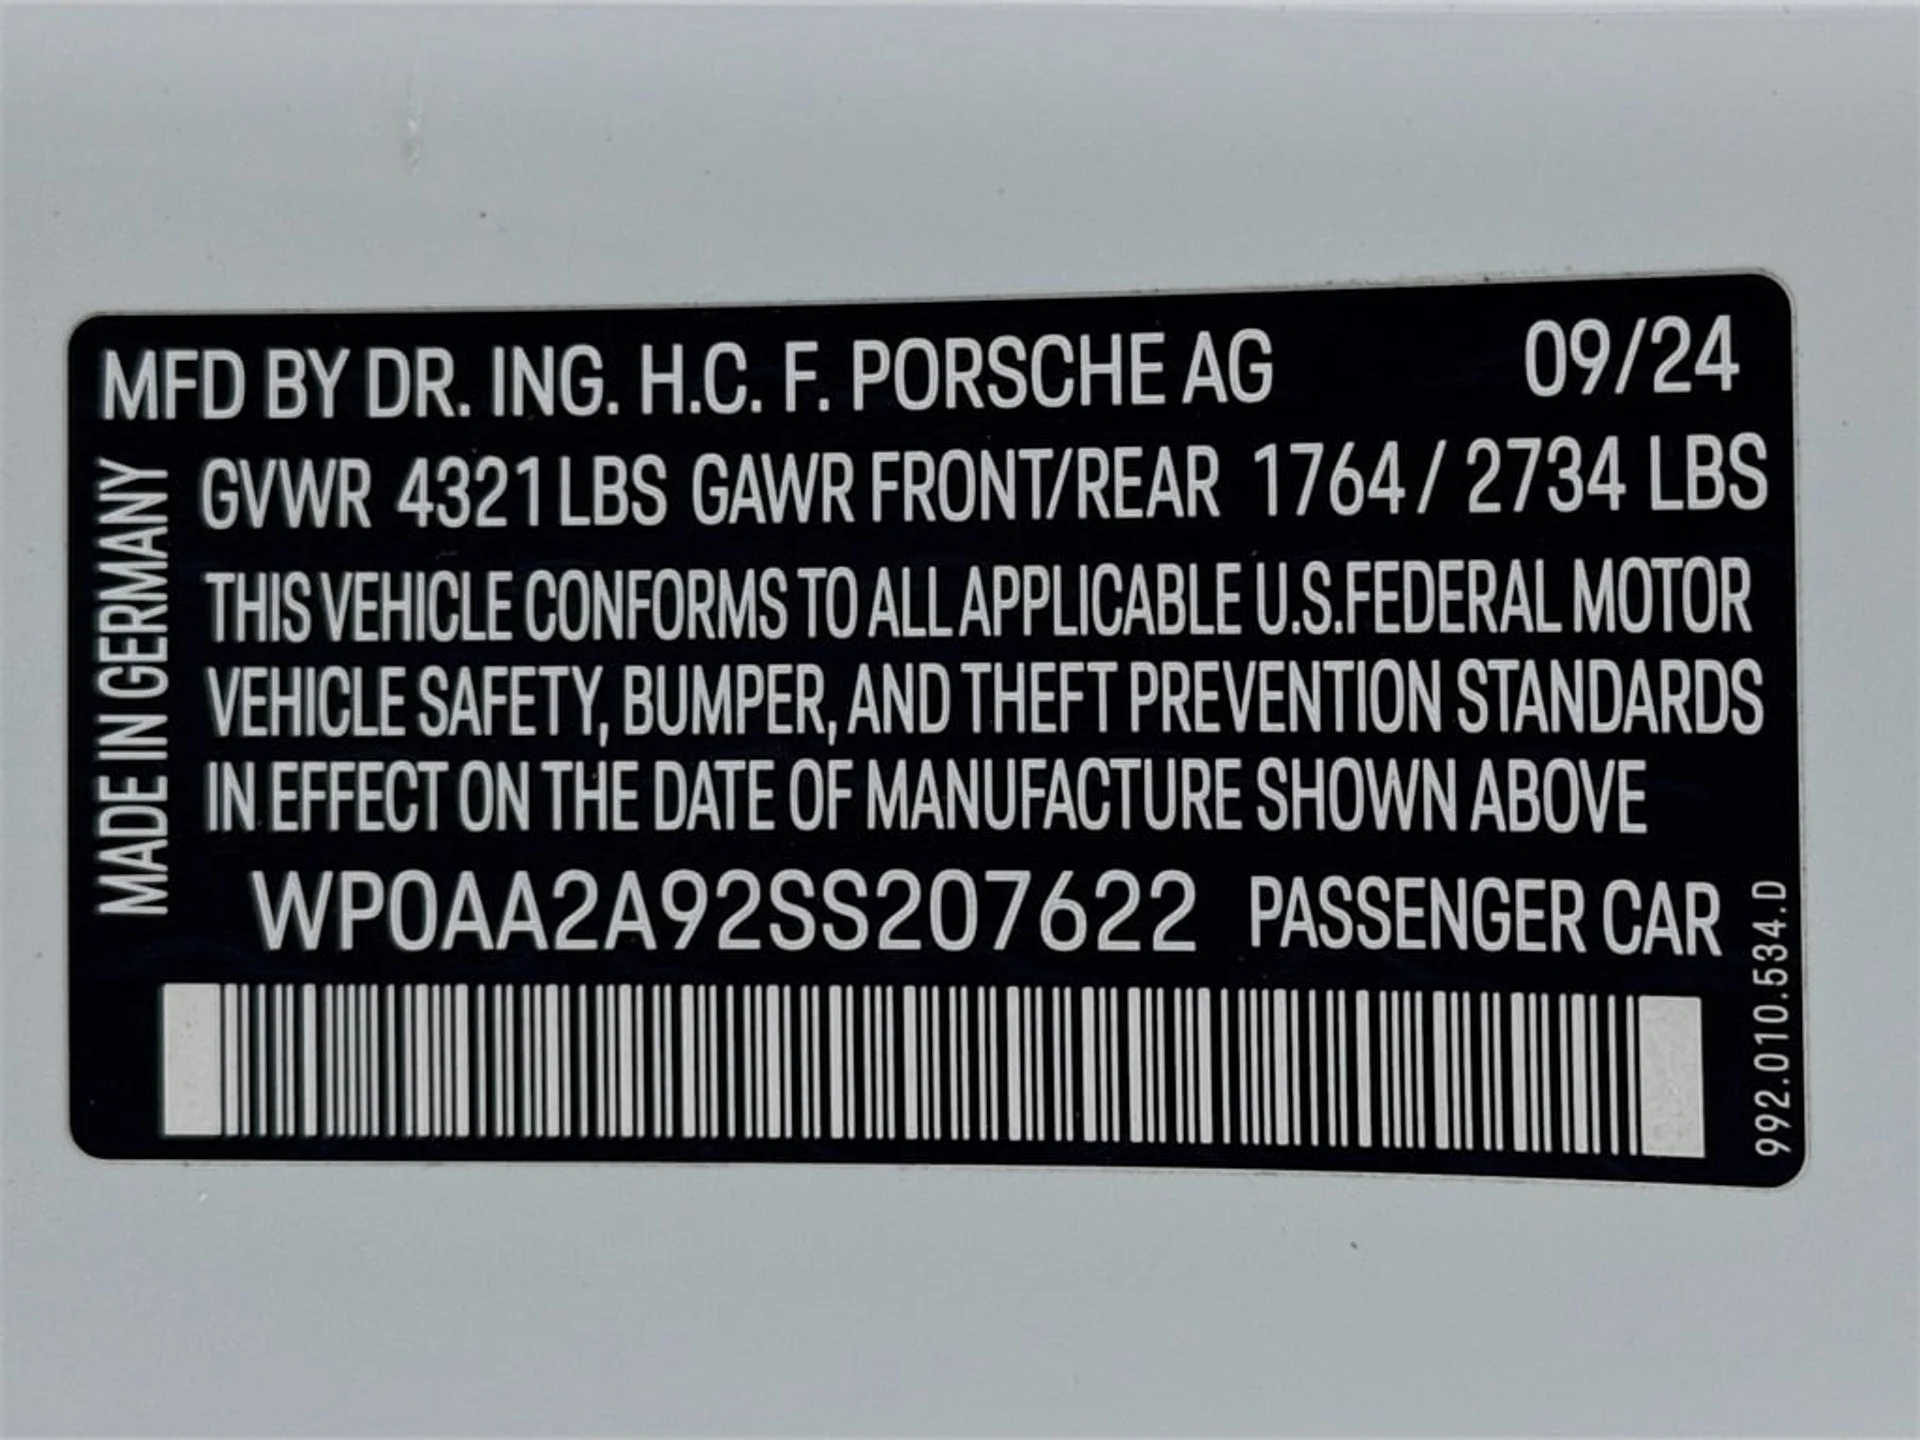 MFD BY DR. ING. H.C. F. PORSCHE AG 09/24
GVWR 4321 LBS GAWR FRONT/REAR 1764 / 2734 LBS
THIS VEHICLE CONFORMS TO ALL APPLICABLE U.S.FEDERAL MOTOR
VEHICLE SAFETY, BUMPER, AND THEFT PREVENTION STANDARDS
IN EFFECT ON THE DATE OF MANUFACTURE SHOWN ABOVE
WP0AA2A92SS207622 PASSENGER CAR
MADE IN GERMANY
992.010.534.D